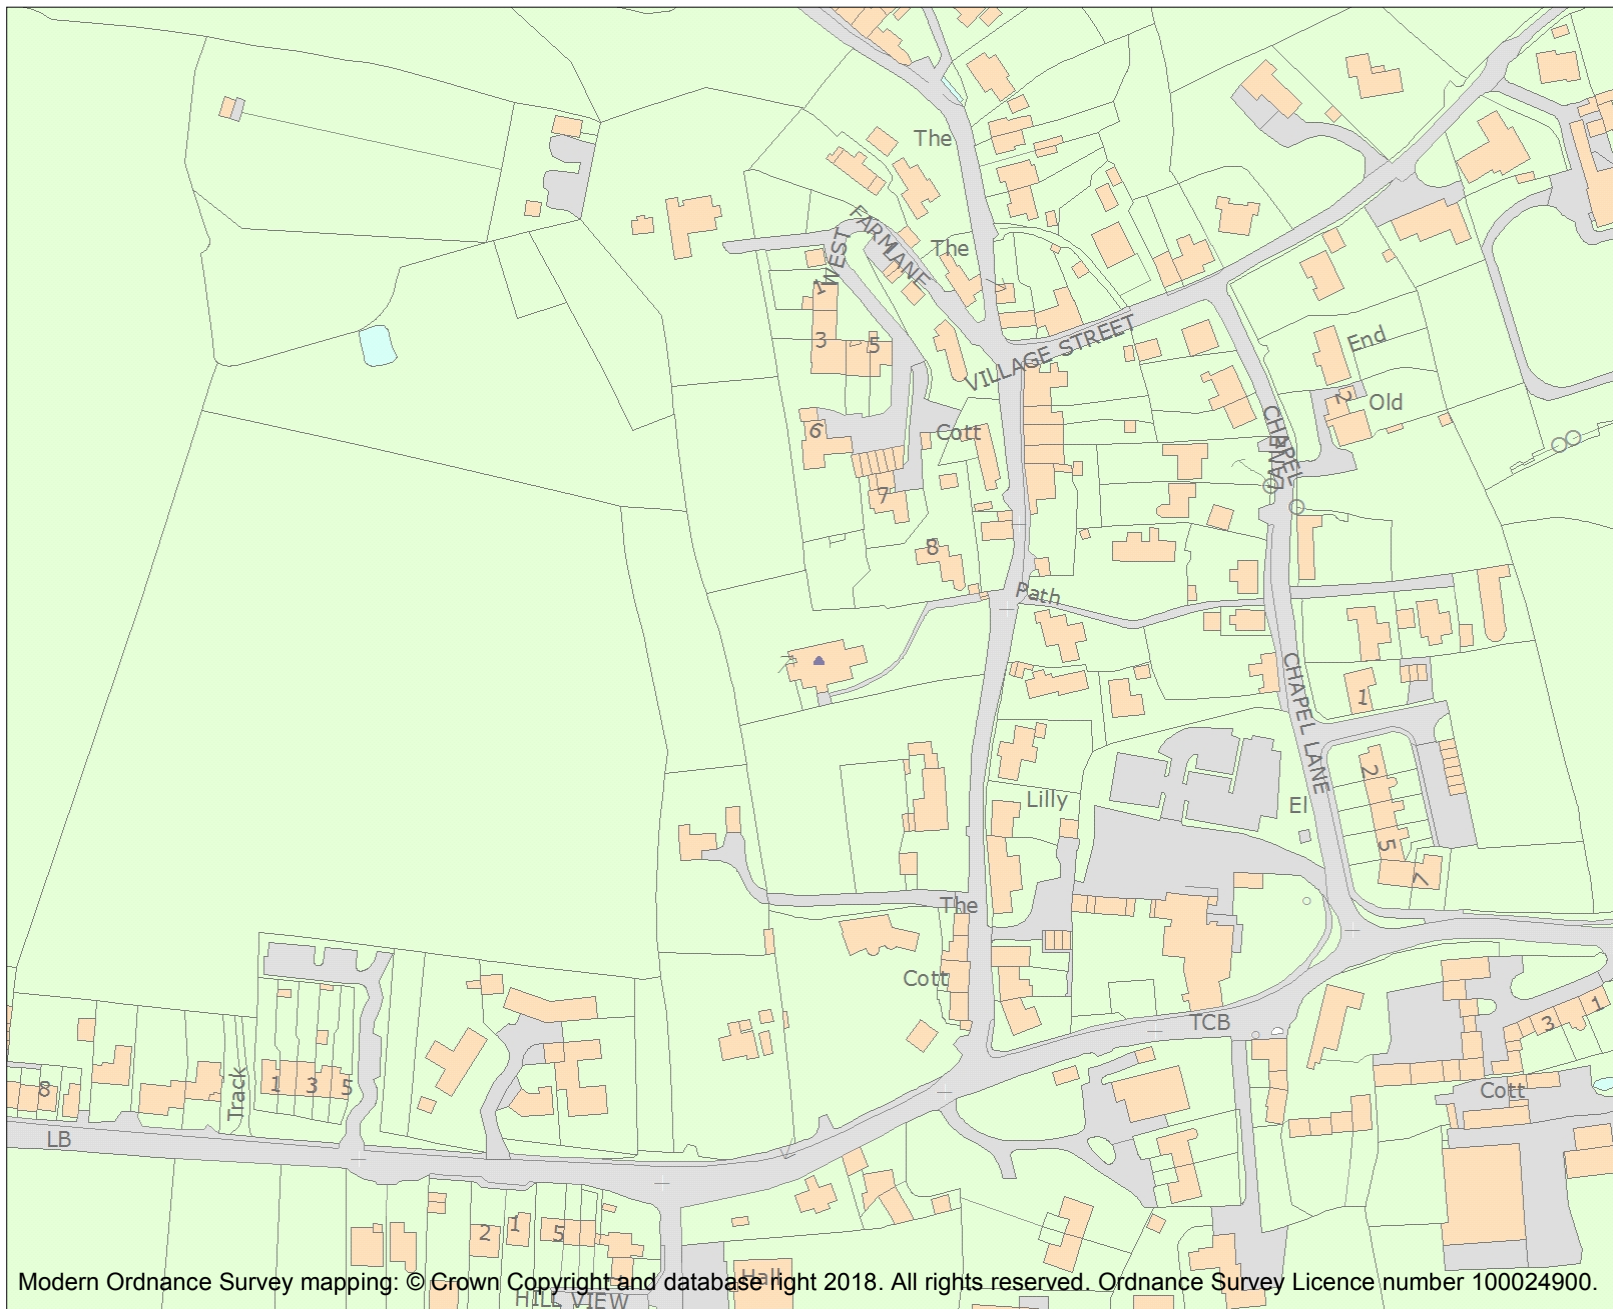 The
FARM LANE
WEST
The
1
VILLAGE STREET
3
5
End
2
Old
6
Cott
CHAPEL
LANE
7
8
Path
CHAPEL LANE
1
2
Lilly
El
5
7
The
Cott
TCB
1
3
Track
8
1
3
5
Cott
LB
2
1
5
Hall
HILL VIEW
Modern Ordnance Survey mapping: © Crown Copyright and database right 2018. All rights reserved. Ordnance Survey Licence number 100024900.